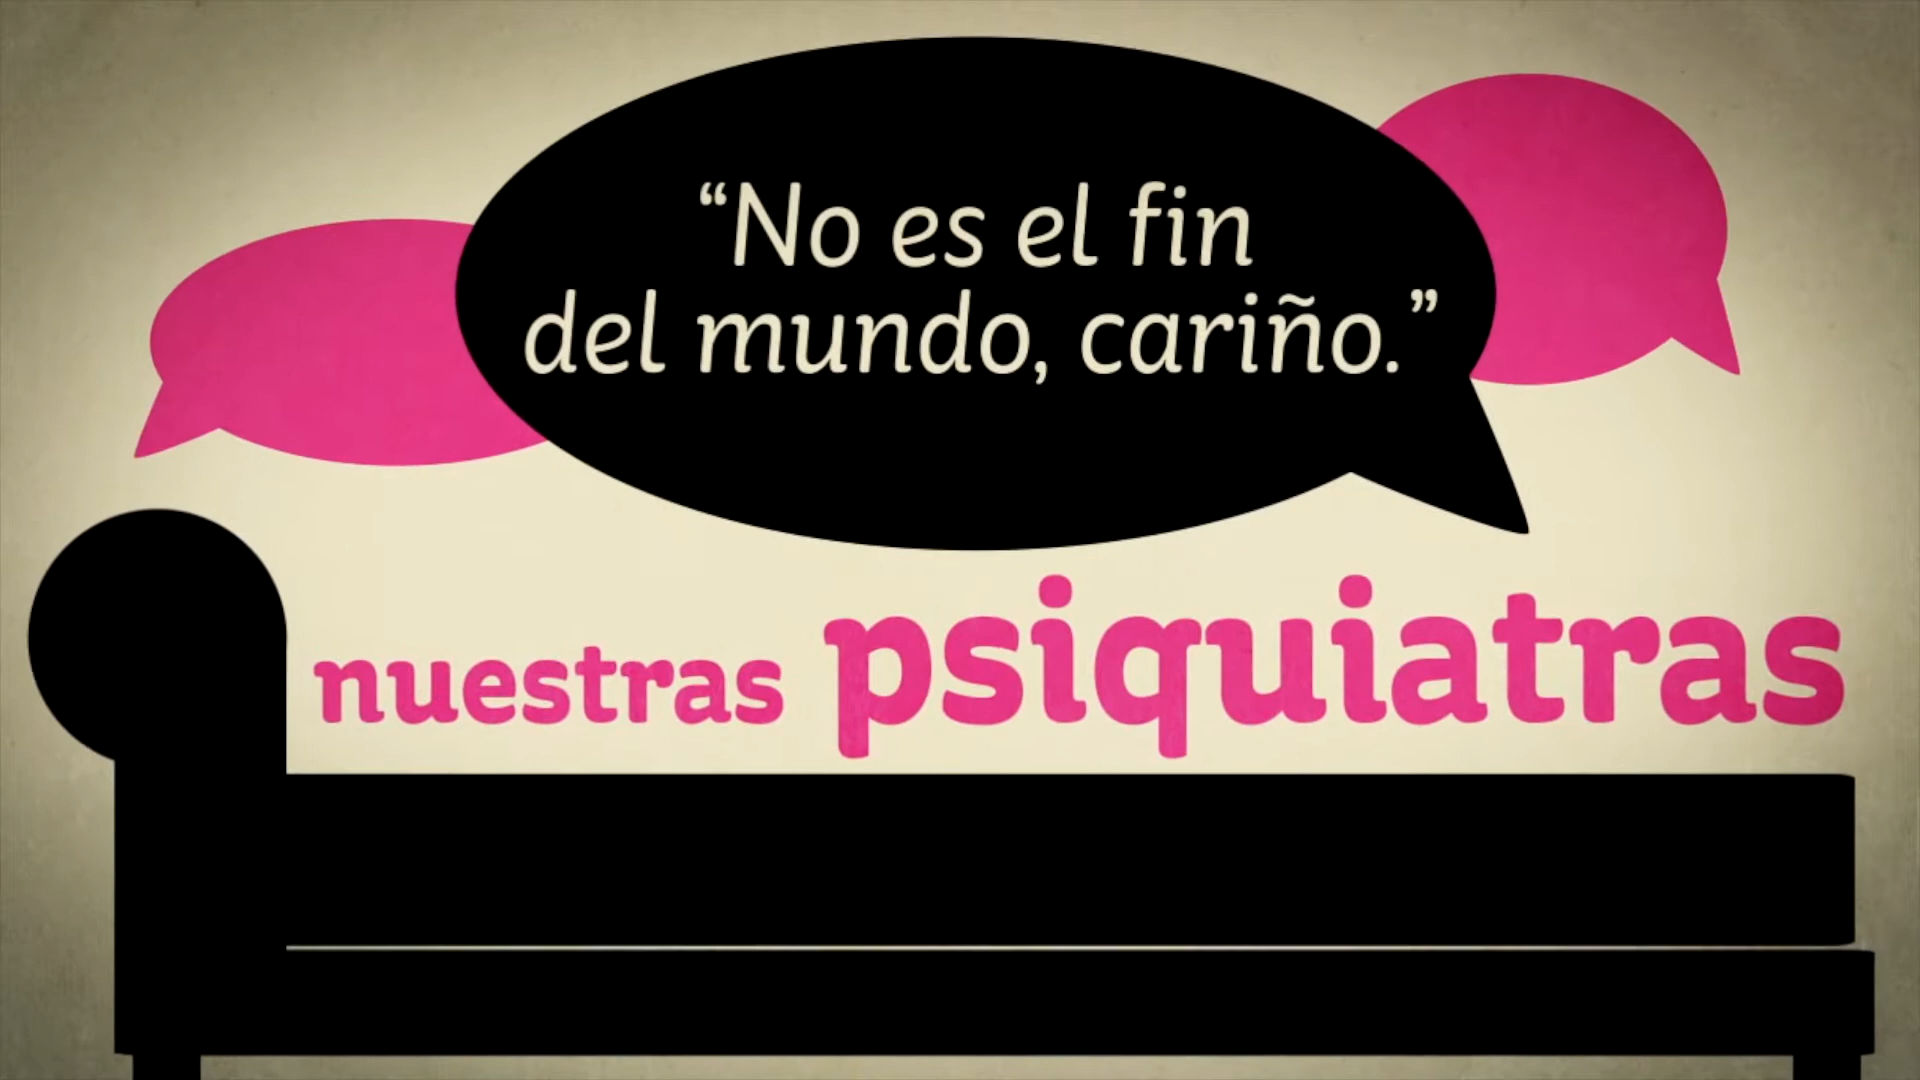 “No es el fin
del mundo, cariño.”
nuestras psiquiatras